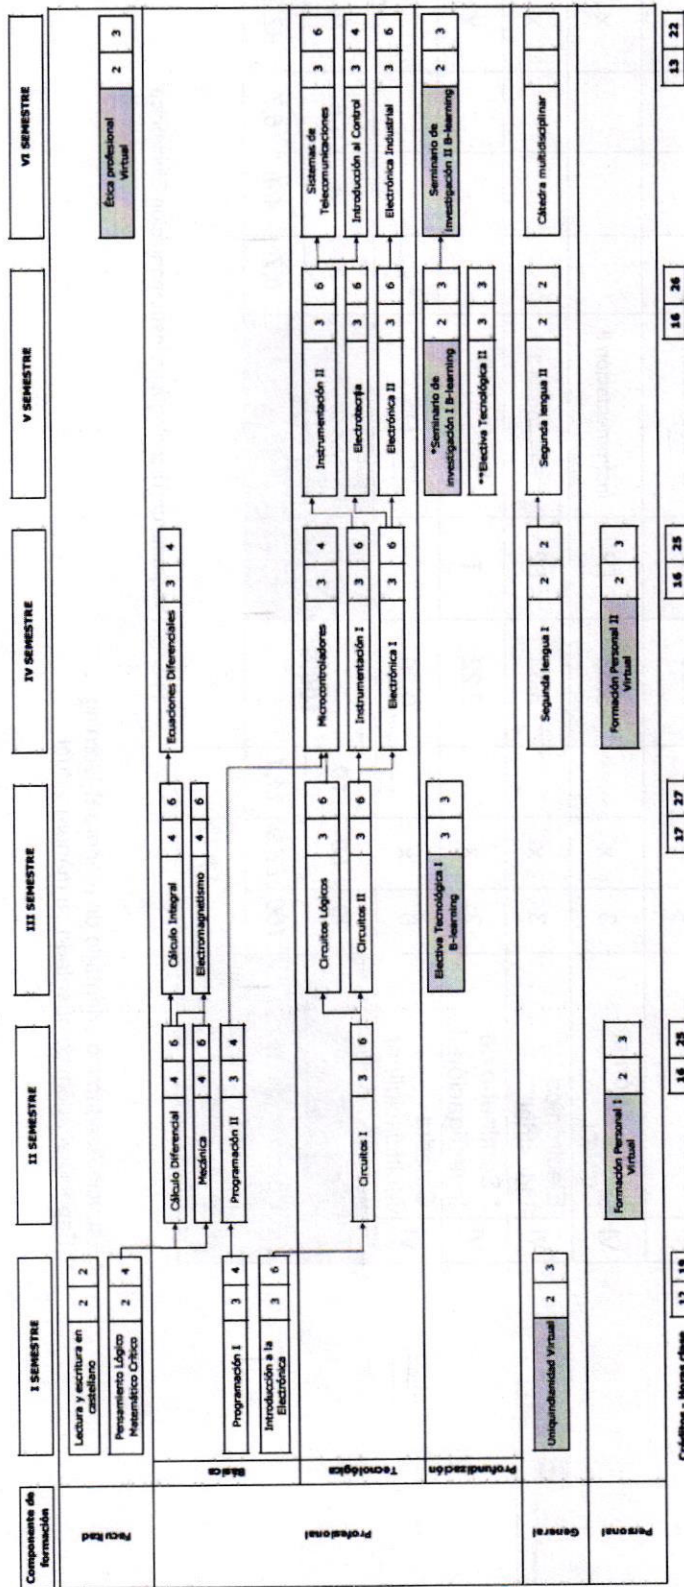 Componente de
formación
I SEMESTRE
II SEMESTRE
III SEMESTRE
IV SEMESTRE
V SEMESTRE
VI SEMESTRE
Facultad
Lectura y escritura en
castellano
2 2
Pensamiento Lógico
Matemático Crítico
2 4
Ética profesional
Virtual
2 3
Profesional
Básica
Cálculo Diferencial 4 6
Cálculo Integral 4 6
Ecuaciones Diferenciales 3 4
Mecánica 4 6
Electromagnetismo 4 6
Programación I 3 4
Programación II 3 4
Introducción a la
Electrónica
3 6
Tecnológica
Circuitos Lógicos 3 6
Microcontroladores 3 4
Instrumentación II 3 6
Sistemas de
Telecomunicaciones
3 6
Circuitos I 3 6
Circuitos II 3 6
Instrumentación I 3 6
Electrotecnia 3 6
Introducción al Control 3 4
Electrónica I 3 6
Electrónica II 3 6
Electrónica Industrial 3 6
Profundización
Electiva Tecnológica I
B-learning
3 3
*Seminario de
investigación I B-learning
2 3
Seminario de
investigación II B-learning
2 3
**Electiva Tecnológica II 3 3
General
Uniquindianidad Virtual 2 3
Segunda lengua I 2 2
Segunda lengua II 2 2
Cátedra multidisciplinar
Personal
Formación Personal I
Virtual
2 3
Formación Personal II
Virtual
2 3
Créditos - Horas clase 12 19
16 25
17 27
16 25
16 26
13 22